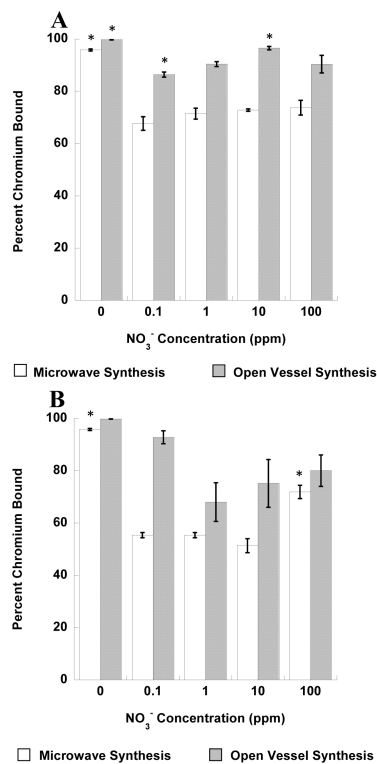 A
100
80
60
40
20
0
Percent Chromium Bound
* * * *
0 0.1 1 10 100
NO3- Concentration (ppm)
Microwave Synthesis Open Vessel Synthesis
B
100
80
60
40
20
0
Percent Chromium Bound
* *
0 0.1 1 10 100
NO3- Concentration (ppm)
Microwave Synthesis Open Vessel Synthesis